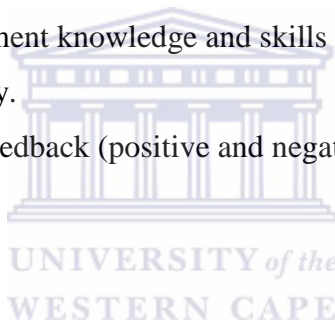 ment knowledge and skills
y.
edback (positive and negat
UNIVERSITY of the
WESTERN CAPE